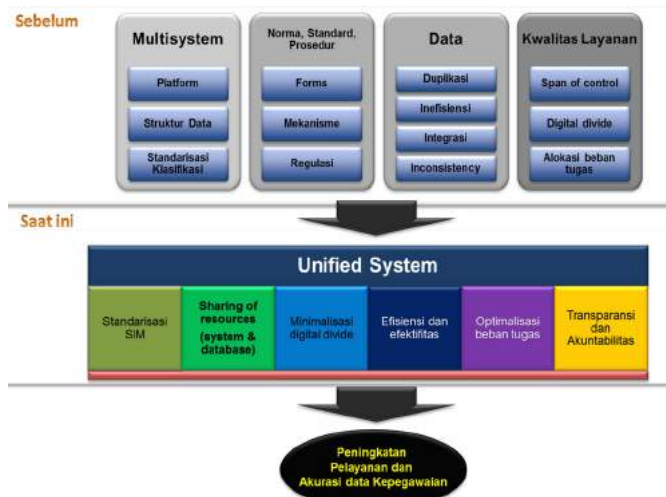 Sebelum
Multisystem
Platform
Struktur Data
Standarisasi
Klasifikasi
Norma, Standard,
Prosedur
Forms
Mekanisme
Regulasi
Data
Duplikasi
Inefisiensi
Integrasi
Inconsistency
Kwalitas Layanan
Span of control
Digital divide
Alokasi beban
tugas
Saat ini
Unified System
Standarisasi
SIM
Sharing of
resources
(system &
database)
Minimalisasi
digital divide
Efisiensi dan
efektifitas
Optimalisasi
beban tugas
Transparansi
dan
Akuntabilitas
Peningkatan
Pelayanan dan
Akurasi data Kepegawaian